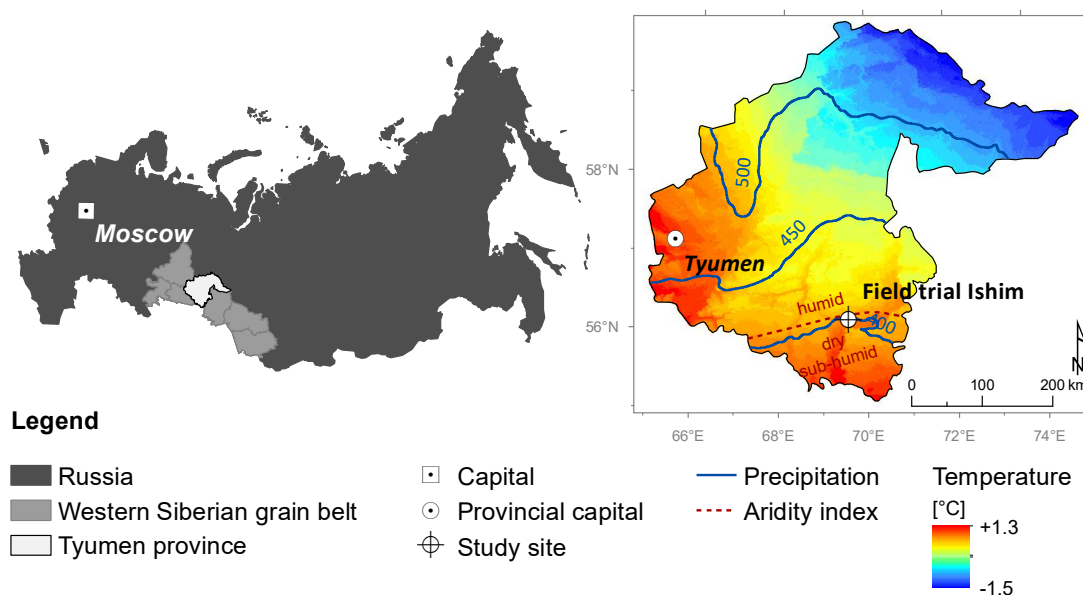 Moscow
58°N
56°N
500
450
Tyumen
Field trial Ishim
humid
400
dry
sub-humid
N
0 100 200 km
66°E 68°E 70°E 72°E 74°E
Legend
Russia
Western Siberian grain belt
Tyumen province
Capital
Provincial capital
Study site
Precipitation
Aridity index
Temperature
[°C]
+1.3
-1.5